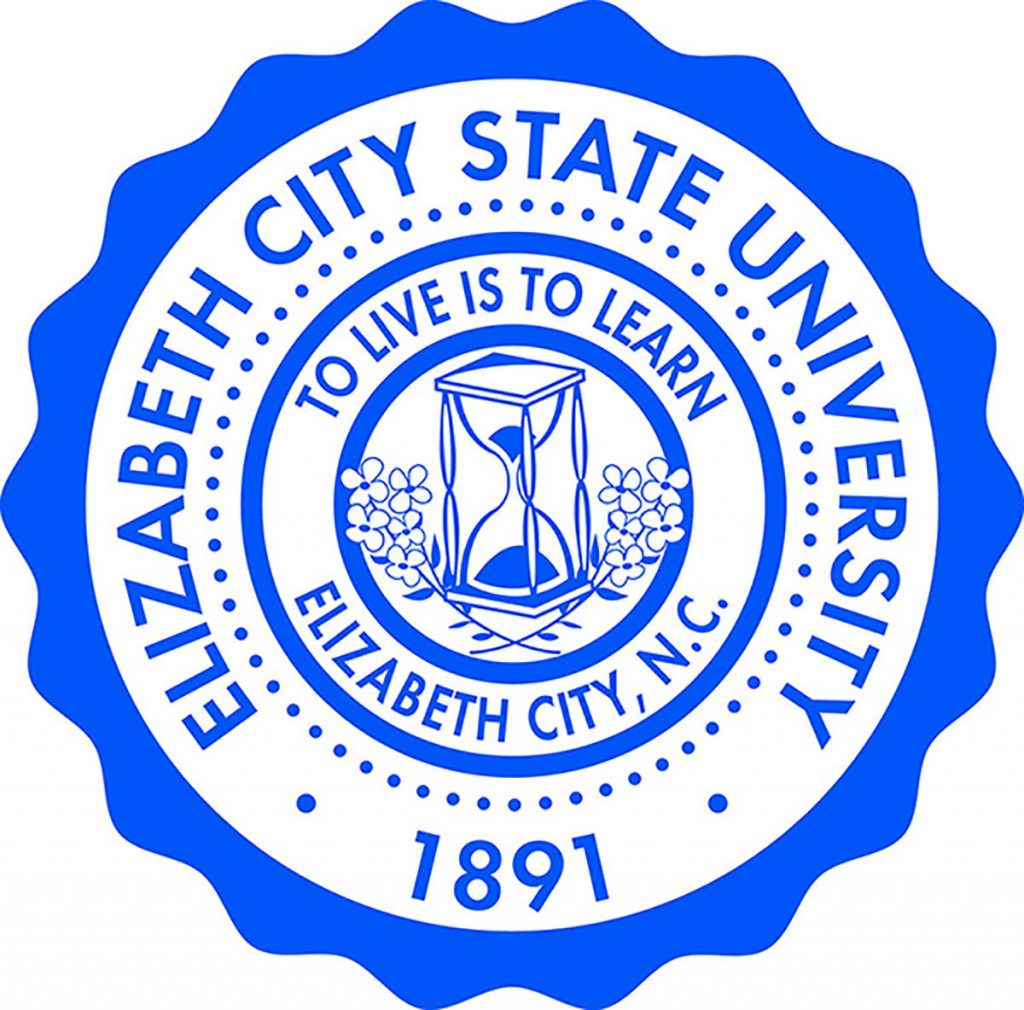 ELIZABETH CITY STATE UNIVERSITY
TO LIVE IS TO LEARN
ELIZABETH CITY, N.C.
1891